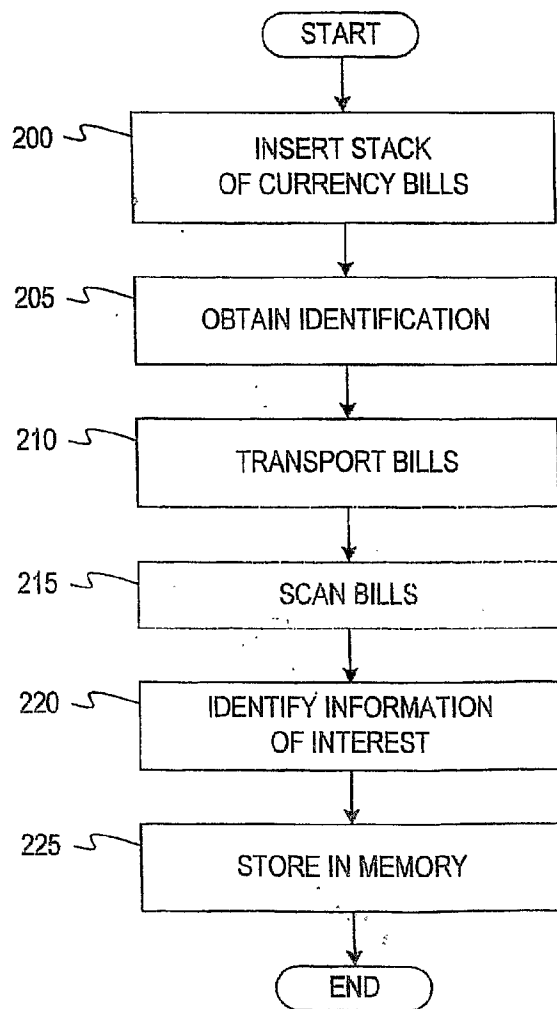 START
200
INSERT STACK
OF CURRENCY BILLS
205
OBTAIN IDENTIFICATION
210
TRANSPORT BILLS
215
SCAN BILLS
220
IDENTIFY INFORMATION
OF INTEREST
225
STORE IN MEMORY
END